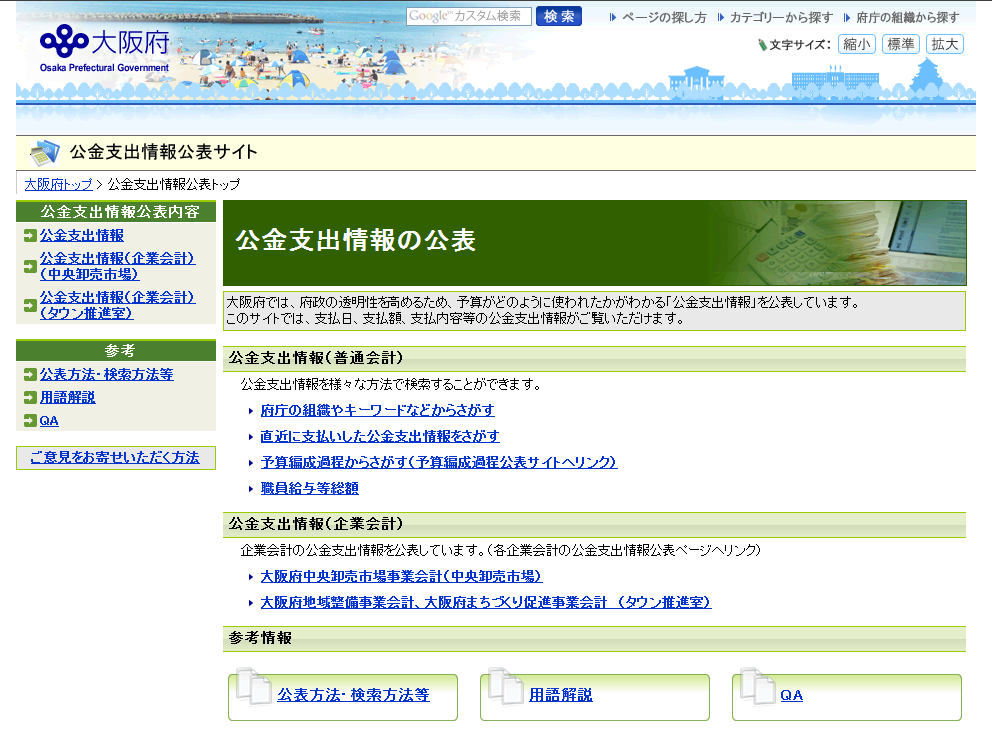 Google™ カスタム検索
検索
ページの探し方
カテゴリーから探す
府庁の組織から探す
大阪府
Osaka Prefectural Government
文字サイズ:
縮小
標準
拡大
公金支出情報公表サイト
大阪府トップ > 公金支出情報公表トップ
公金支出情報公表内容
公金支出情報
公金支出情報(企業会計)
(中央卸売市場)
公金支出情報(企業会計)
(タウン推進室)
参考
公表方法・検索方法等
用語解説
QA
ご意見をお寄せいただく方法
公金支出情報の公表
大阪府では、府政の透明性を高めるため、予算がどのように使われたかがわかる「公金支出情報」を公表しています。
このサイトでは、支払日、支払額、支払内容等の公金支出情報がご覧いただけます。
公金支出情報(普通会計)
公金支出情報を様々な方法で検索することができます。
府庁の組織やキーワードなどからさがす
直近に支払いした公金支出情報をさがす
予算編成過程からさがす(予算編成過程公表サイトへリンク)
職員給与等総額
公金支出情報(企業会計)
企業会計の公金支出情報を公表しています。(各企業会計の公金支出情報公表ページへリンク)
大阪府中央卸売市場事業会計(中央卸売市場)
大阪府地域整備事業会計、大阪府まちづくり促進事業会計 (タウン推進室)
参考情報
公表方法・検索方法等
用語解説
QA